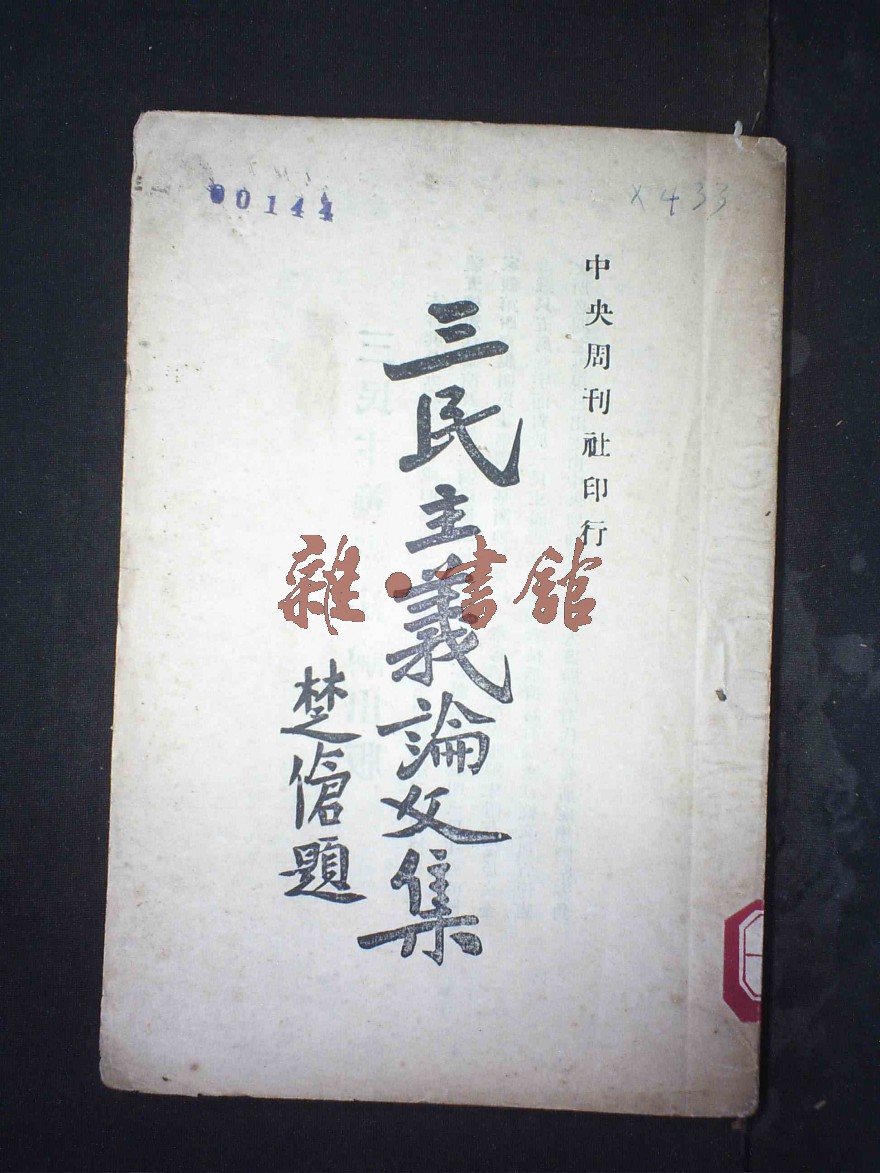 00144
X433
中央周刊社印行
三民主義論文集
楚傖題
雜·書館